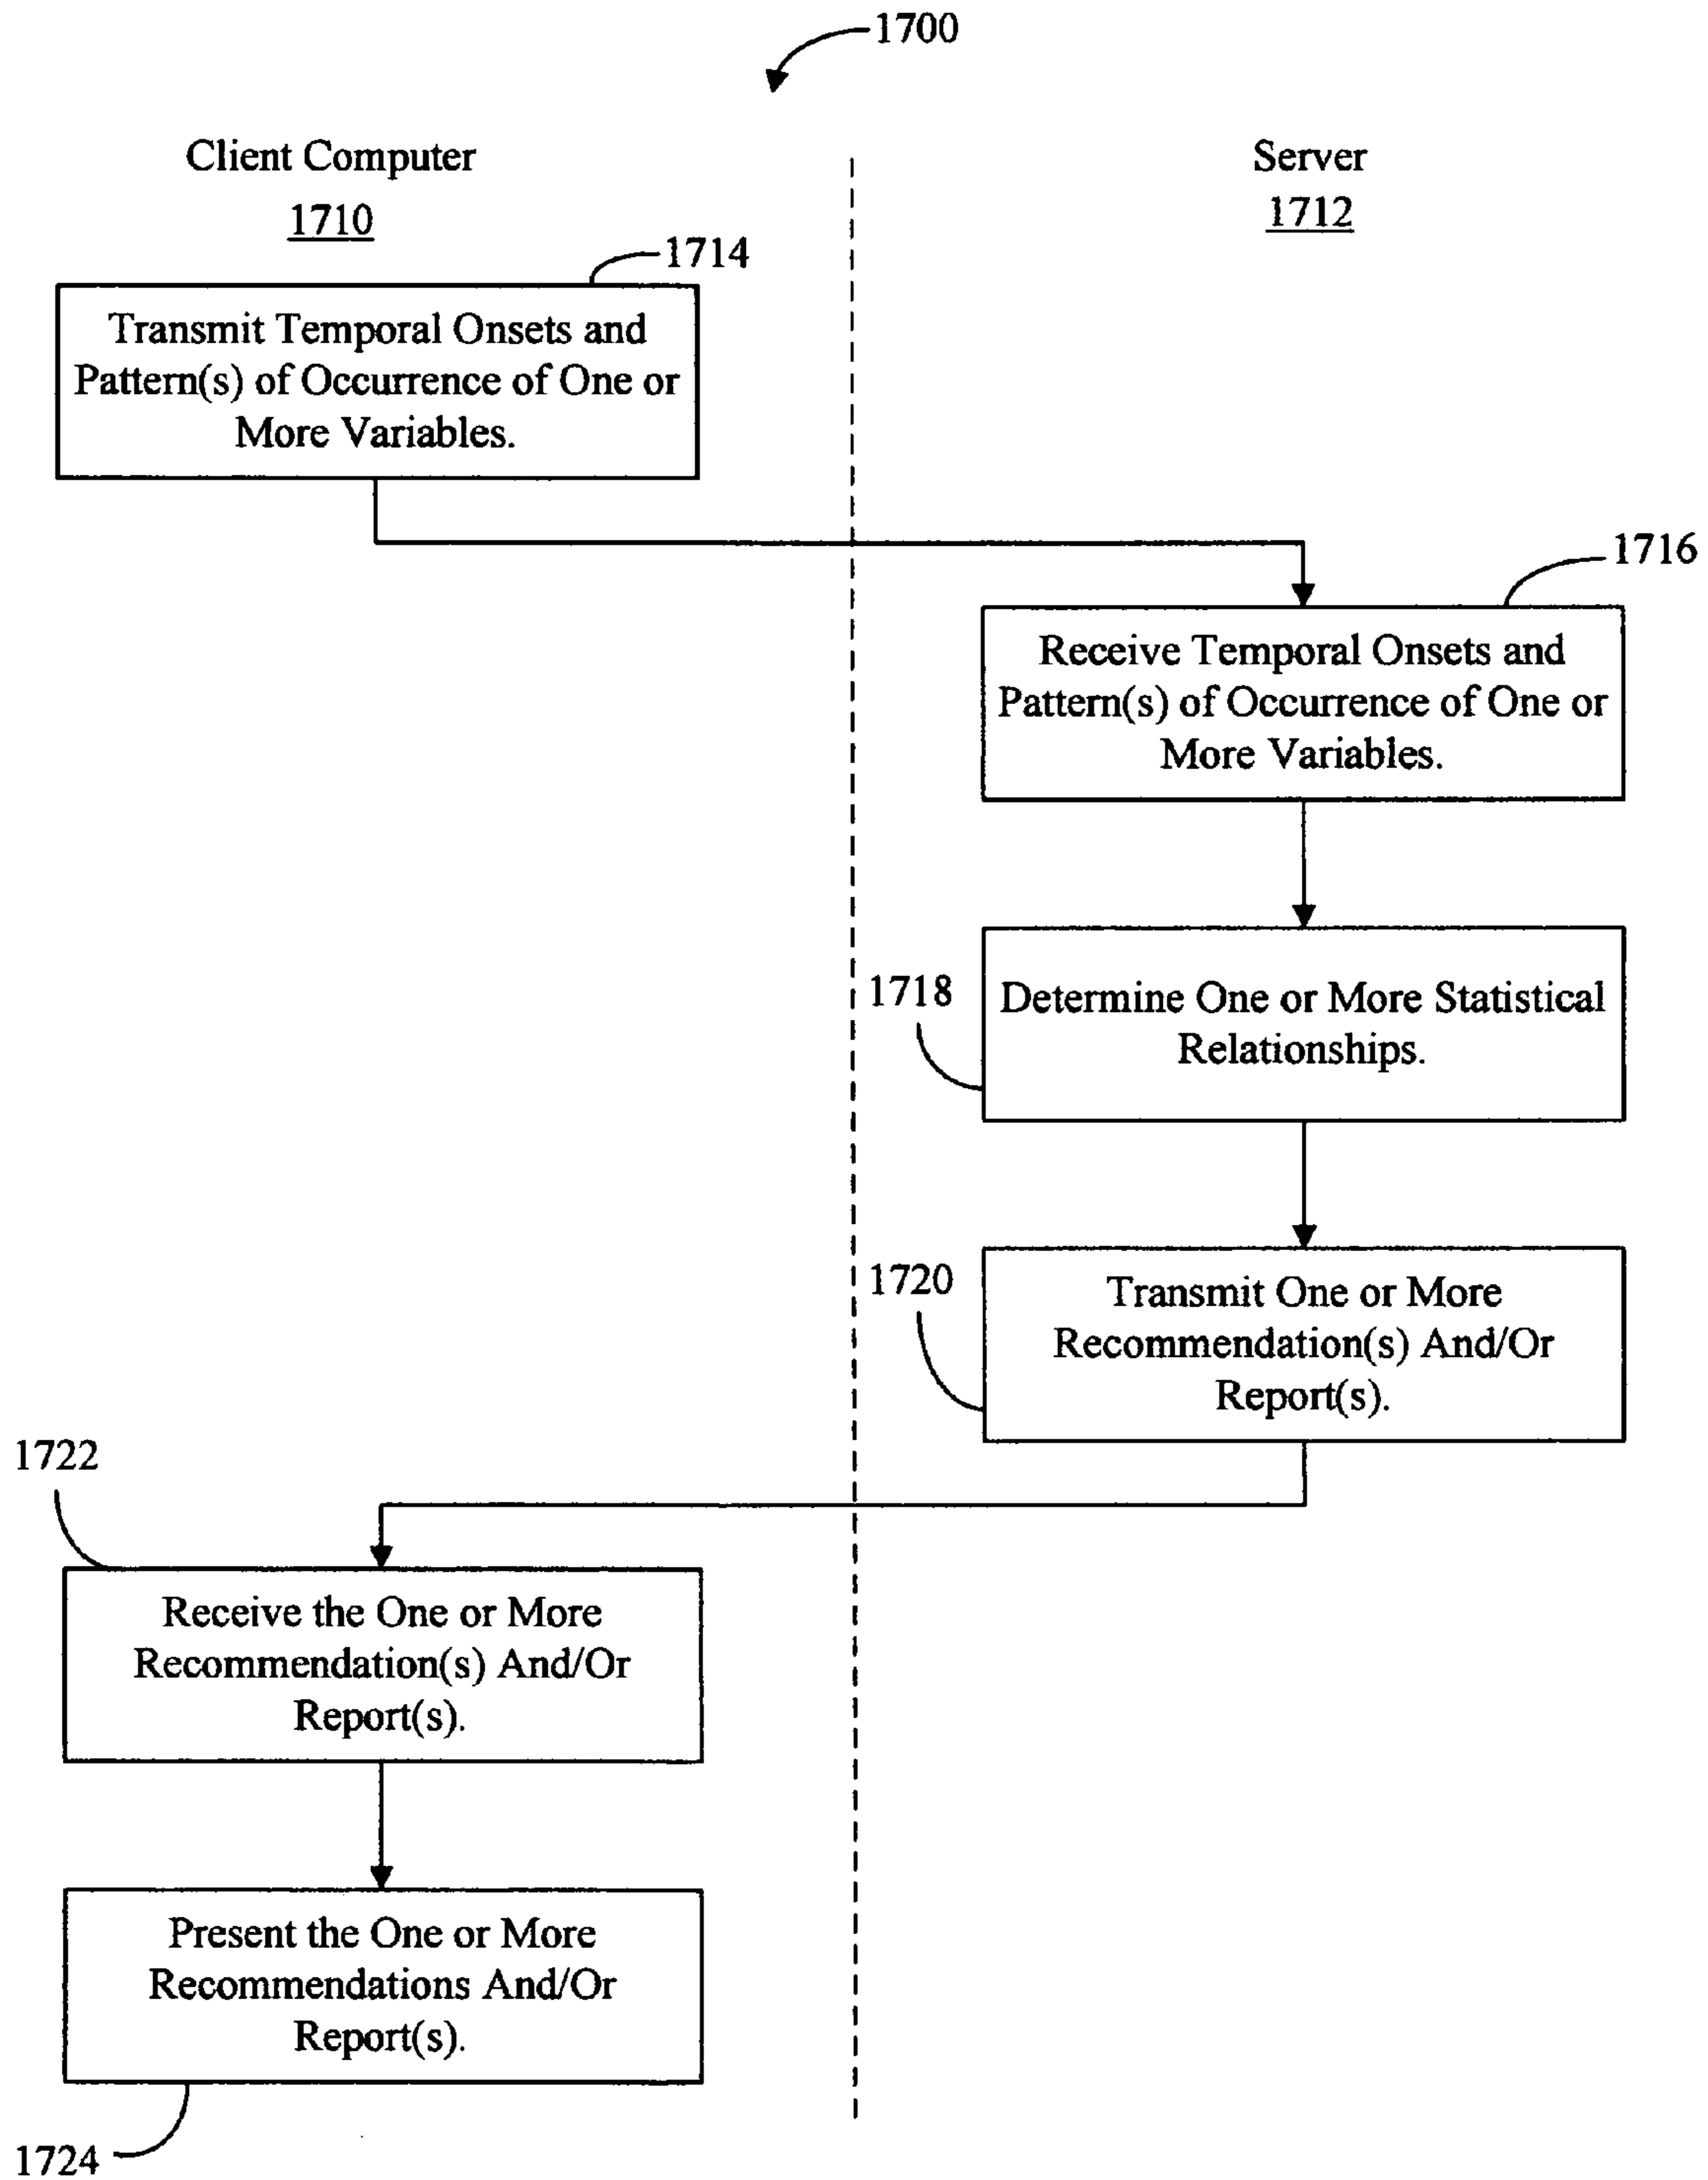 1700
Client Computer
1710
Server
1712
1714
Transmit Temporal Onsets and
Pattern(s) of Occurrence of One or
More Variables.
1716
Receive Temporal Onsets and
Pattern(s) of Occurrence of One or
More Variables.
1718
Determine One or More Statistical
Relationships.
1720
Transmit One or More
Recommendation(s) And/Or
Report(s).
1722
Receive the One or More
Recommendation(s) And/Or
Report(s).
Present the One or More
Recommendations And/Or
Report(s).
1724